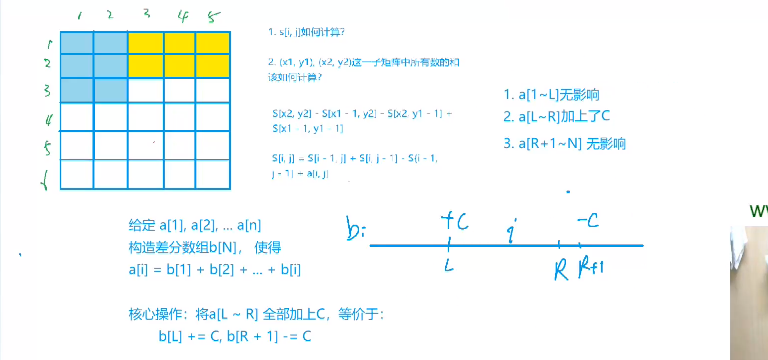 1 2 3 4 5
1
2
3
4
5
6
1. s[i, j]如何计算?
2. (x1, y1), (x2, y2)这一子矩阵中所有数的和
该如何计算?
S[x2, y2] - S[x1 - 1, y2] - S[x2, y1 - 1] +
S[x1 - 1, y1 - 1]
S[i, j] = S[i - 1, j] + S[i, j - 1] - S(i - 1,
j - 1] + a[i, j]
1. a[1~L]无影响
2. a[L~R]加上了C
3. a[R+1~N] 无影响
给定 a[1], a[2], ... a[n]
构造差分数组b[N]， 使得
a[i] = b[1] + b[2] + ... + b[i]
核心操作：将a[L ~ R] 全部加上C，等价于：
b[L] += C, b[R + 1] -= C
b: +C i -C
L R R+1
W